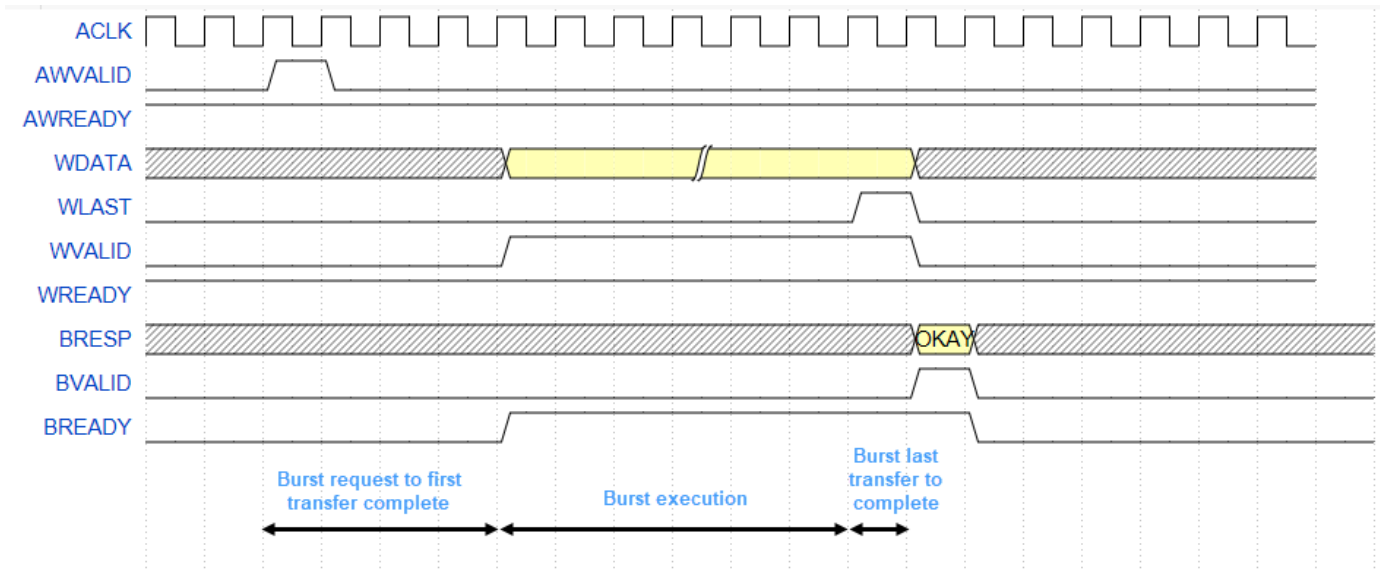 ACLK
AWVALID
AWREADY
WDATA
WLAST
WVALID
WREADY
BRESP
OKAY
BVALID
BREADY
Burst request to first
transfer complete
Burst execution
Burst last
transfer to
complete